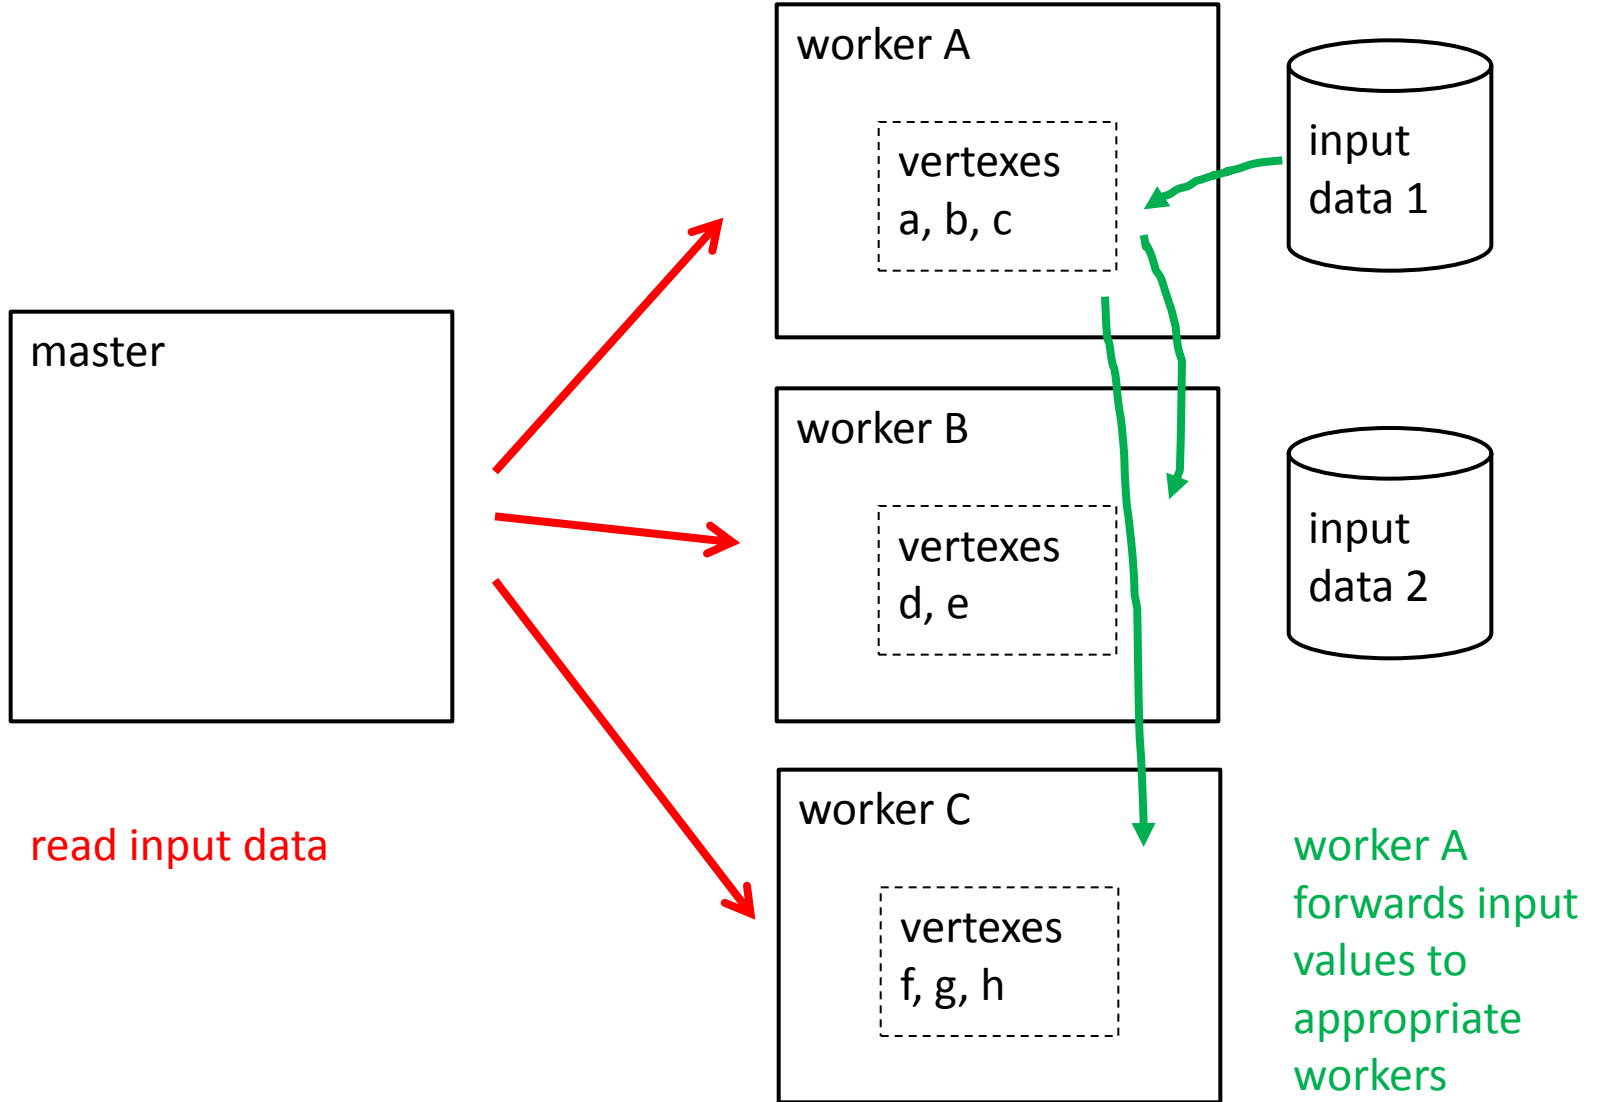 master
read input data
worker A
vertexes
a, b, c
input
data 1
worker B
vertexes
d, e
input
data 2
worker C
vertexes
f, g, h
worker A
forwards input
values to
appropriate
workers